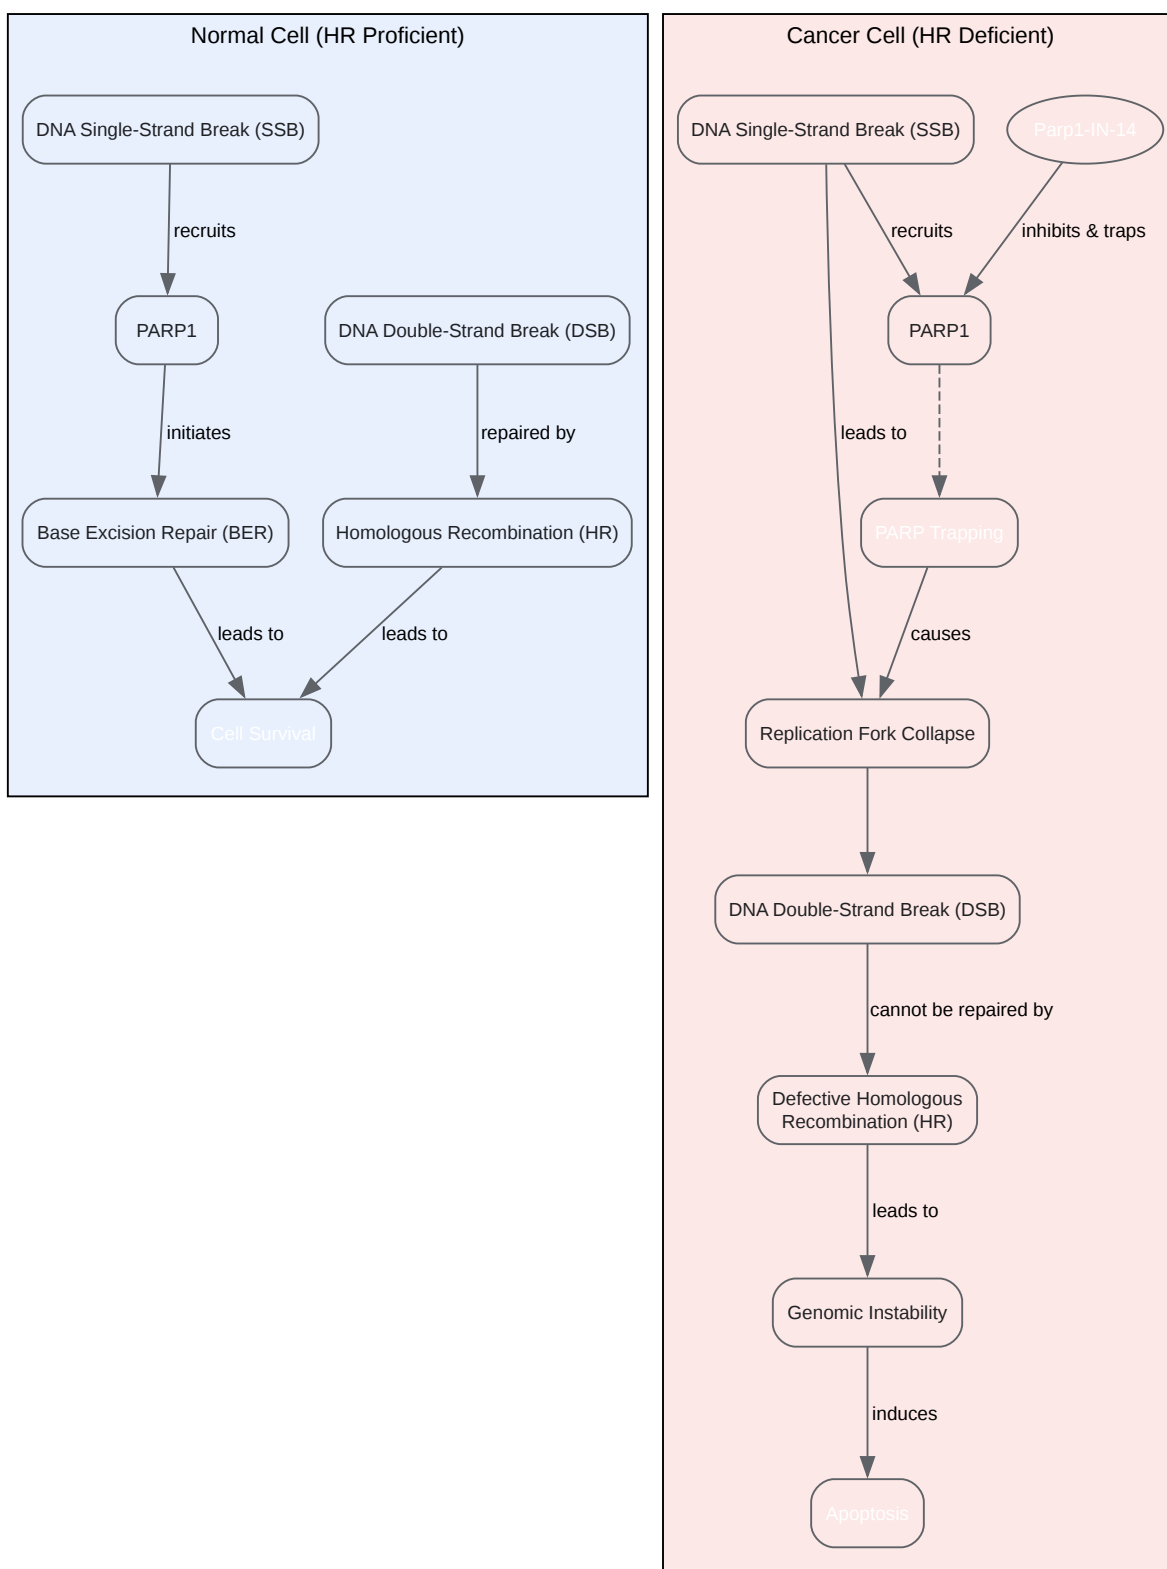 Normal Cell (HR Proficient)
DNA Single-Strand Break (SSB)
recruits
PARP1
DNA Double-Strand Break (DSB)
initiates
repaired by
Base Excision Repair (BER)
Homologous Recombination (HR)
leads to
leads to
Cell Survival
Cancer Cell (HR Deficient)
DNA Single-Strand Break (SSB)
Parp1-IN-14
recruits
inhibits & traps
PARP1
leads to
PARP Trapping
causes
Replication Fork Collapse
DNA Double-Strand Break (DSB)
cannot be repaired by
Defective Homologous
Recombination (HR)
leads to
Genomic Instability
induces
Apoptosis